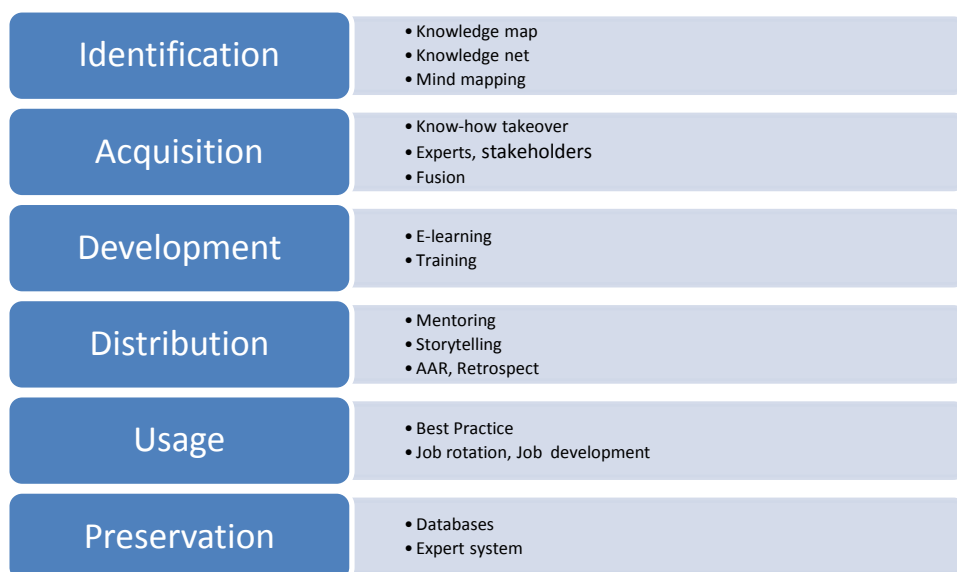 Identification
• Knowledge map
• Knowledge net
• Mind mapping
Acquisition
• Know-how takeover
• Experts, stakeholders
• Fusion
Development
• E-learning
• Training
Distribution
• Mentoring
• Storytelling
• AAR, Retrospect
Usage
• Best Practice
• Job rotation, Job development
Preservation
• Databases
• Expert system